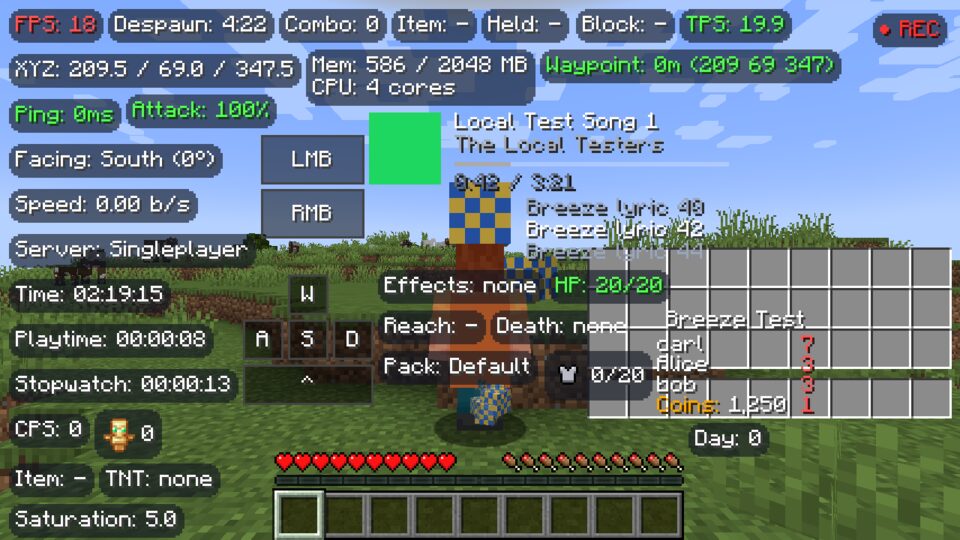 FPS: 18
Despawn: 4:22
Combo: 0
Item: -
Held: -
Block: -
TPS: 19.9
REC
XYZ: 209.5 / 69.0 / 347.5
Mem: 586 / 2048 MB
CPU: 4 cores
Waypoint: 0m (209 69 347)
Ping: 0ms
Attack: 100%
Local Test Song 1
The Local Testers
0:42 / 3:21
LMB
RMB
Facing: South (0°)
Speed: 0.00 b/s
Breeze lyric 40
Breeze lyric 42
Breeze lyric 44
Server: Singleplayer
Time: 02:19:15
W
Effects: none
HP: 20/20
Playtime: 00:00:08
A
S
D
Reach: -
Death: none
Breeze Test
carl 7
Alice 3
bob 3
Coins: 1,250 1
Pack: Default
0/20
Stopwatch: 00:00:13
^
CPS: 0
0
Day: 0
Item: -
TNT: none
Saturation: 5.0